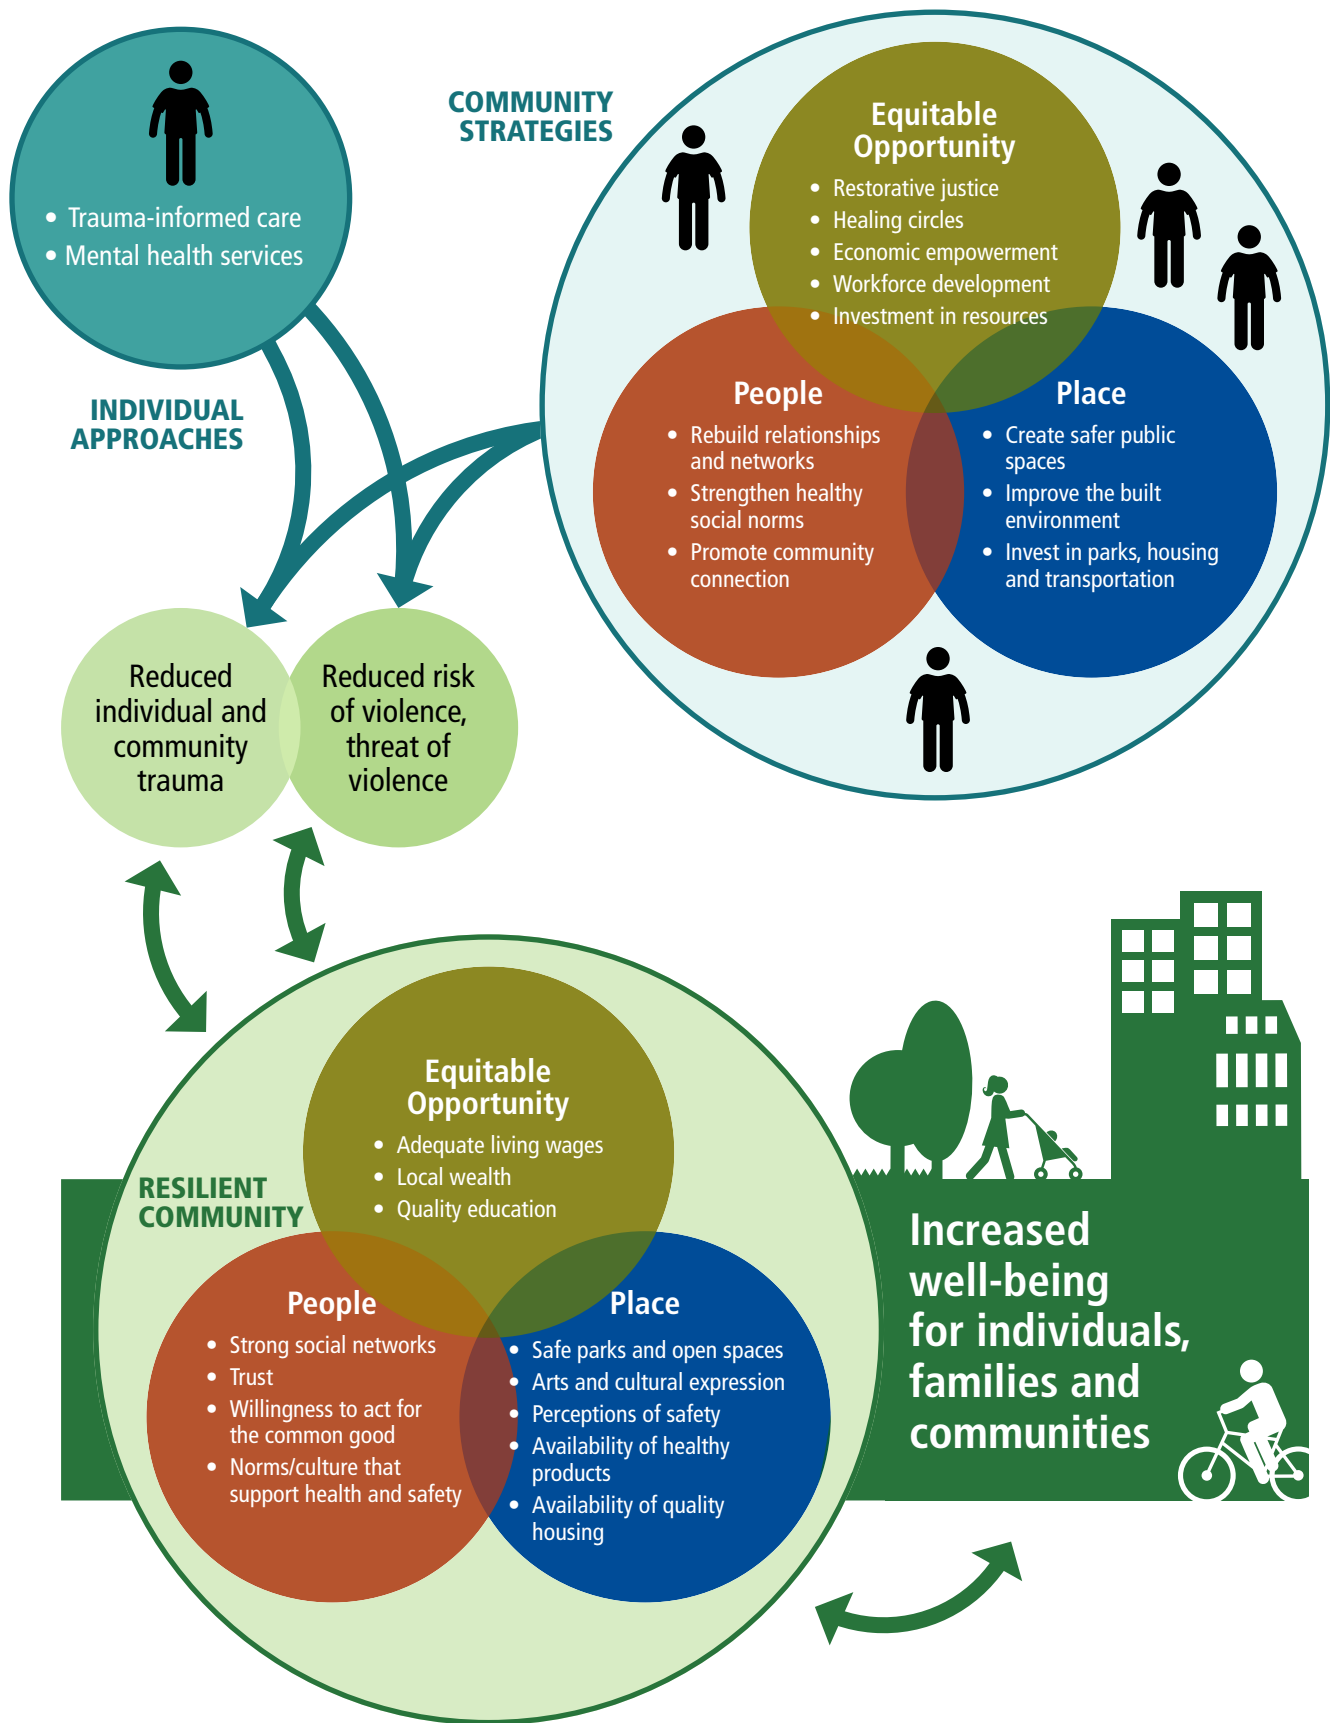 • Trauma-informed care
• Mental health services
INDIVIDUAL
APPROACHES
COMMUNITY
STRATEGIES
Equitable
Opportunity
• Restorative justice
• Healing circles
• Economic empowerment
• Workforce development
• Investment in resources
People
• Rebuild relationships
and networks
• Strengthen healthy
social norms
• Promote community
connection
Place
• Create safer public
spaces
• Improve the built
environment
• Invest in parks, housing
and transportation
Reduced
individual and
community
trauma
Reduced risk
of violence,
threat of
violence
RESILIENT
COMMUNITY
Equitable
Opportunity
• Adequate living wages
• Local wealth
• Quality education
People
• Strong social networks
• Trust
• Willingness to act for
the common good
• Norms/culture that
support health and safety
Place
• Safe parks and open spaces
• Arts and cultural expression
• Perceptions of safety
• Availability of healthy
products
• Availability of quality
housing
Increased
well-being
for individuals,
families and
communities